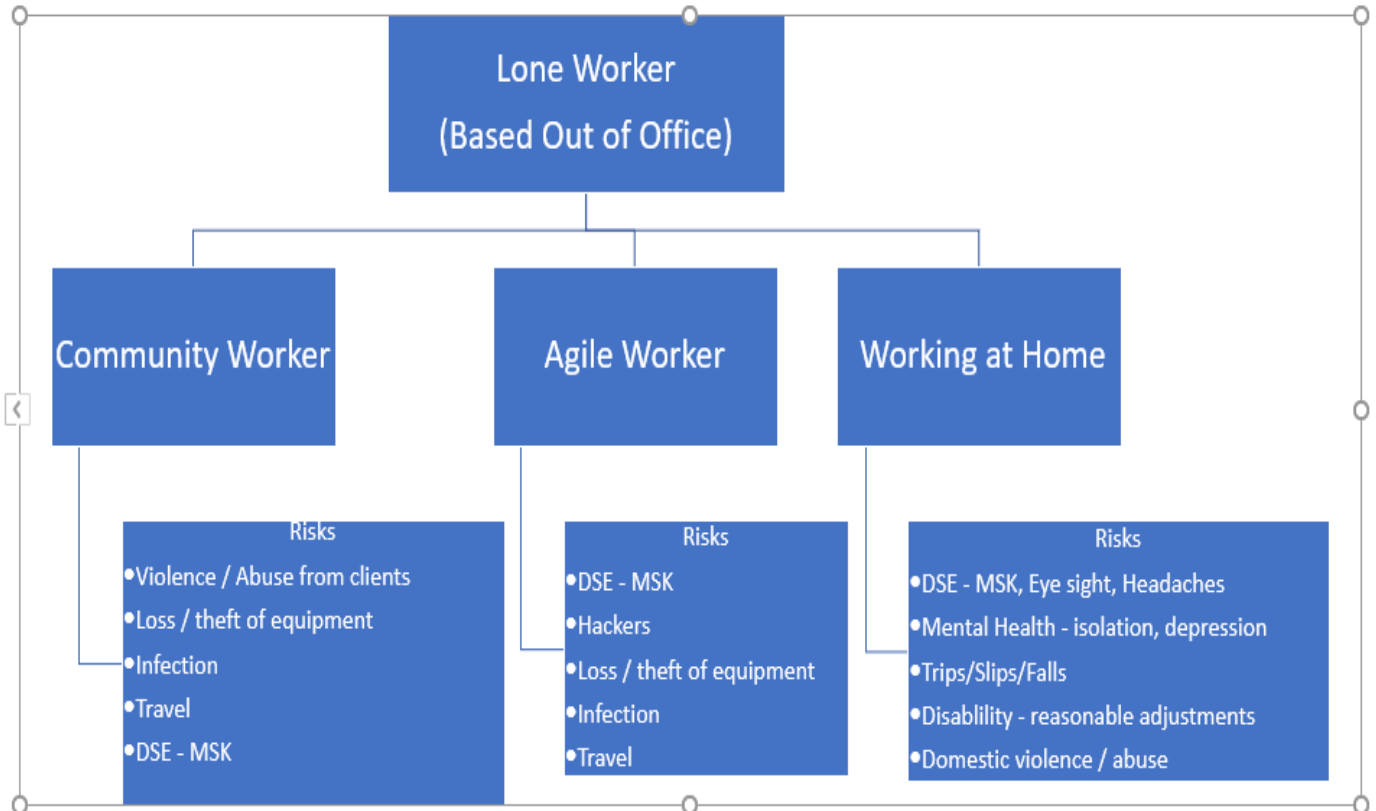 Lone Worker
(Based Out of Office)
Community Worker
Agile Worker
Working at Home
Risks
•Violence / Abuse from clients
•Loss / theft of equipment
•Infection
•Travel
•DSE - MSK
Risks
•DSE - MSK
•Hackers
•Loss / theft of equipment
•Infection
•Travel
Risks
•DSE - MSK, Eye sight, Headaches
•Mental Health - isolation, depression
•Trips/Slips/Falls
•Disablility - reasonable adjustments
•Domestic violence / abuse